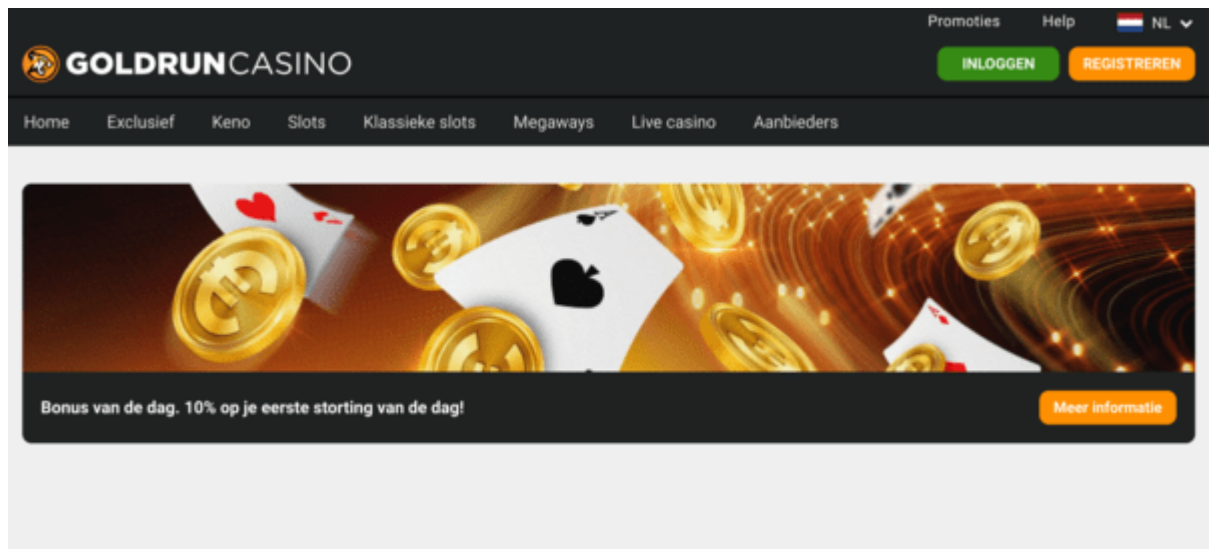 Promoties Help NL
GOLDRUNCASINO
INLOGGEN REGISTREREN
Home Exclusief Keno Slots Klassieke slots Megaways Live casino Aanbieders
A
Bonus van de dag. 10% op je eerste storting van de dag!
Meer informatie